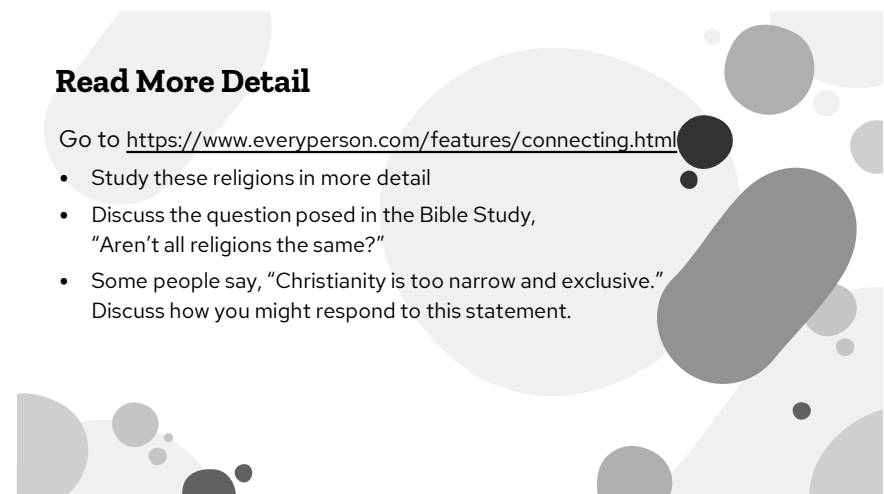 Read More Detail
Go to https://www.everyperson.com/features/connecting.html
• Study these religions in more detail
• Discuss the question posed in the Bible Study,
“Aren’t all religions the same?”
• Some people say, “Christianity is too narrow and exclusive.”
Discuss how you might respond to this statement.